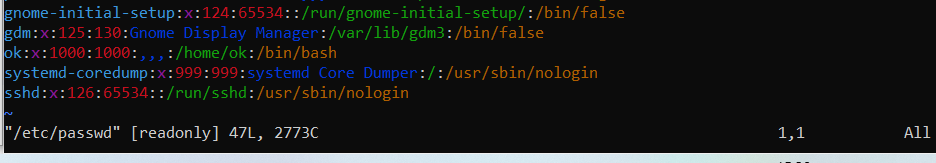 gnome-initial-setup:x:124:65534::/run/gnome-initial-setup/:/bin/false
gdm:x:125:130:Gnome Display Manager:/var/lib/gdm3:/bin/false
ok:x:1000:1000:,,,:/home/ok:/bin/bash
systemd-coredump:x:999:999:systemd Core Dumper:/:/usr/sbin/nologin
sshd:x:126:65534::/run/sshd:/usr/sbin/nologin
~
"/etc/passwd" [readonly] 47L, 2773C 1,1 All